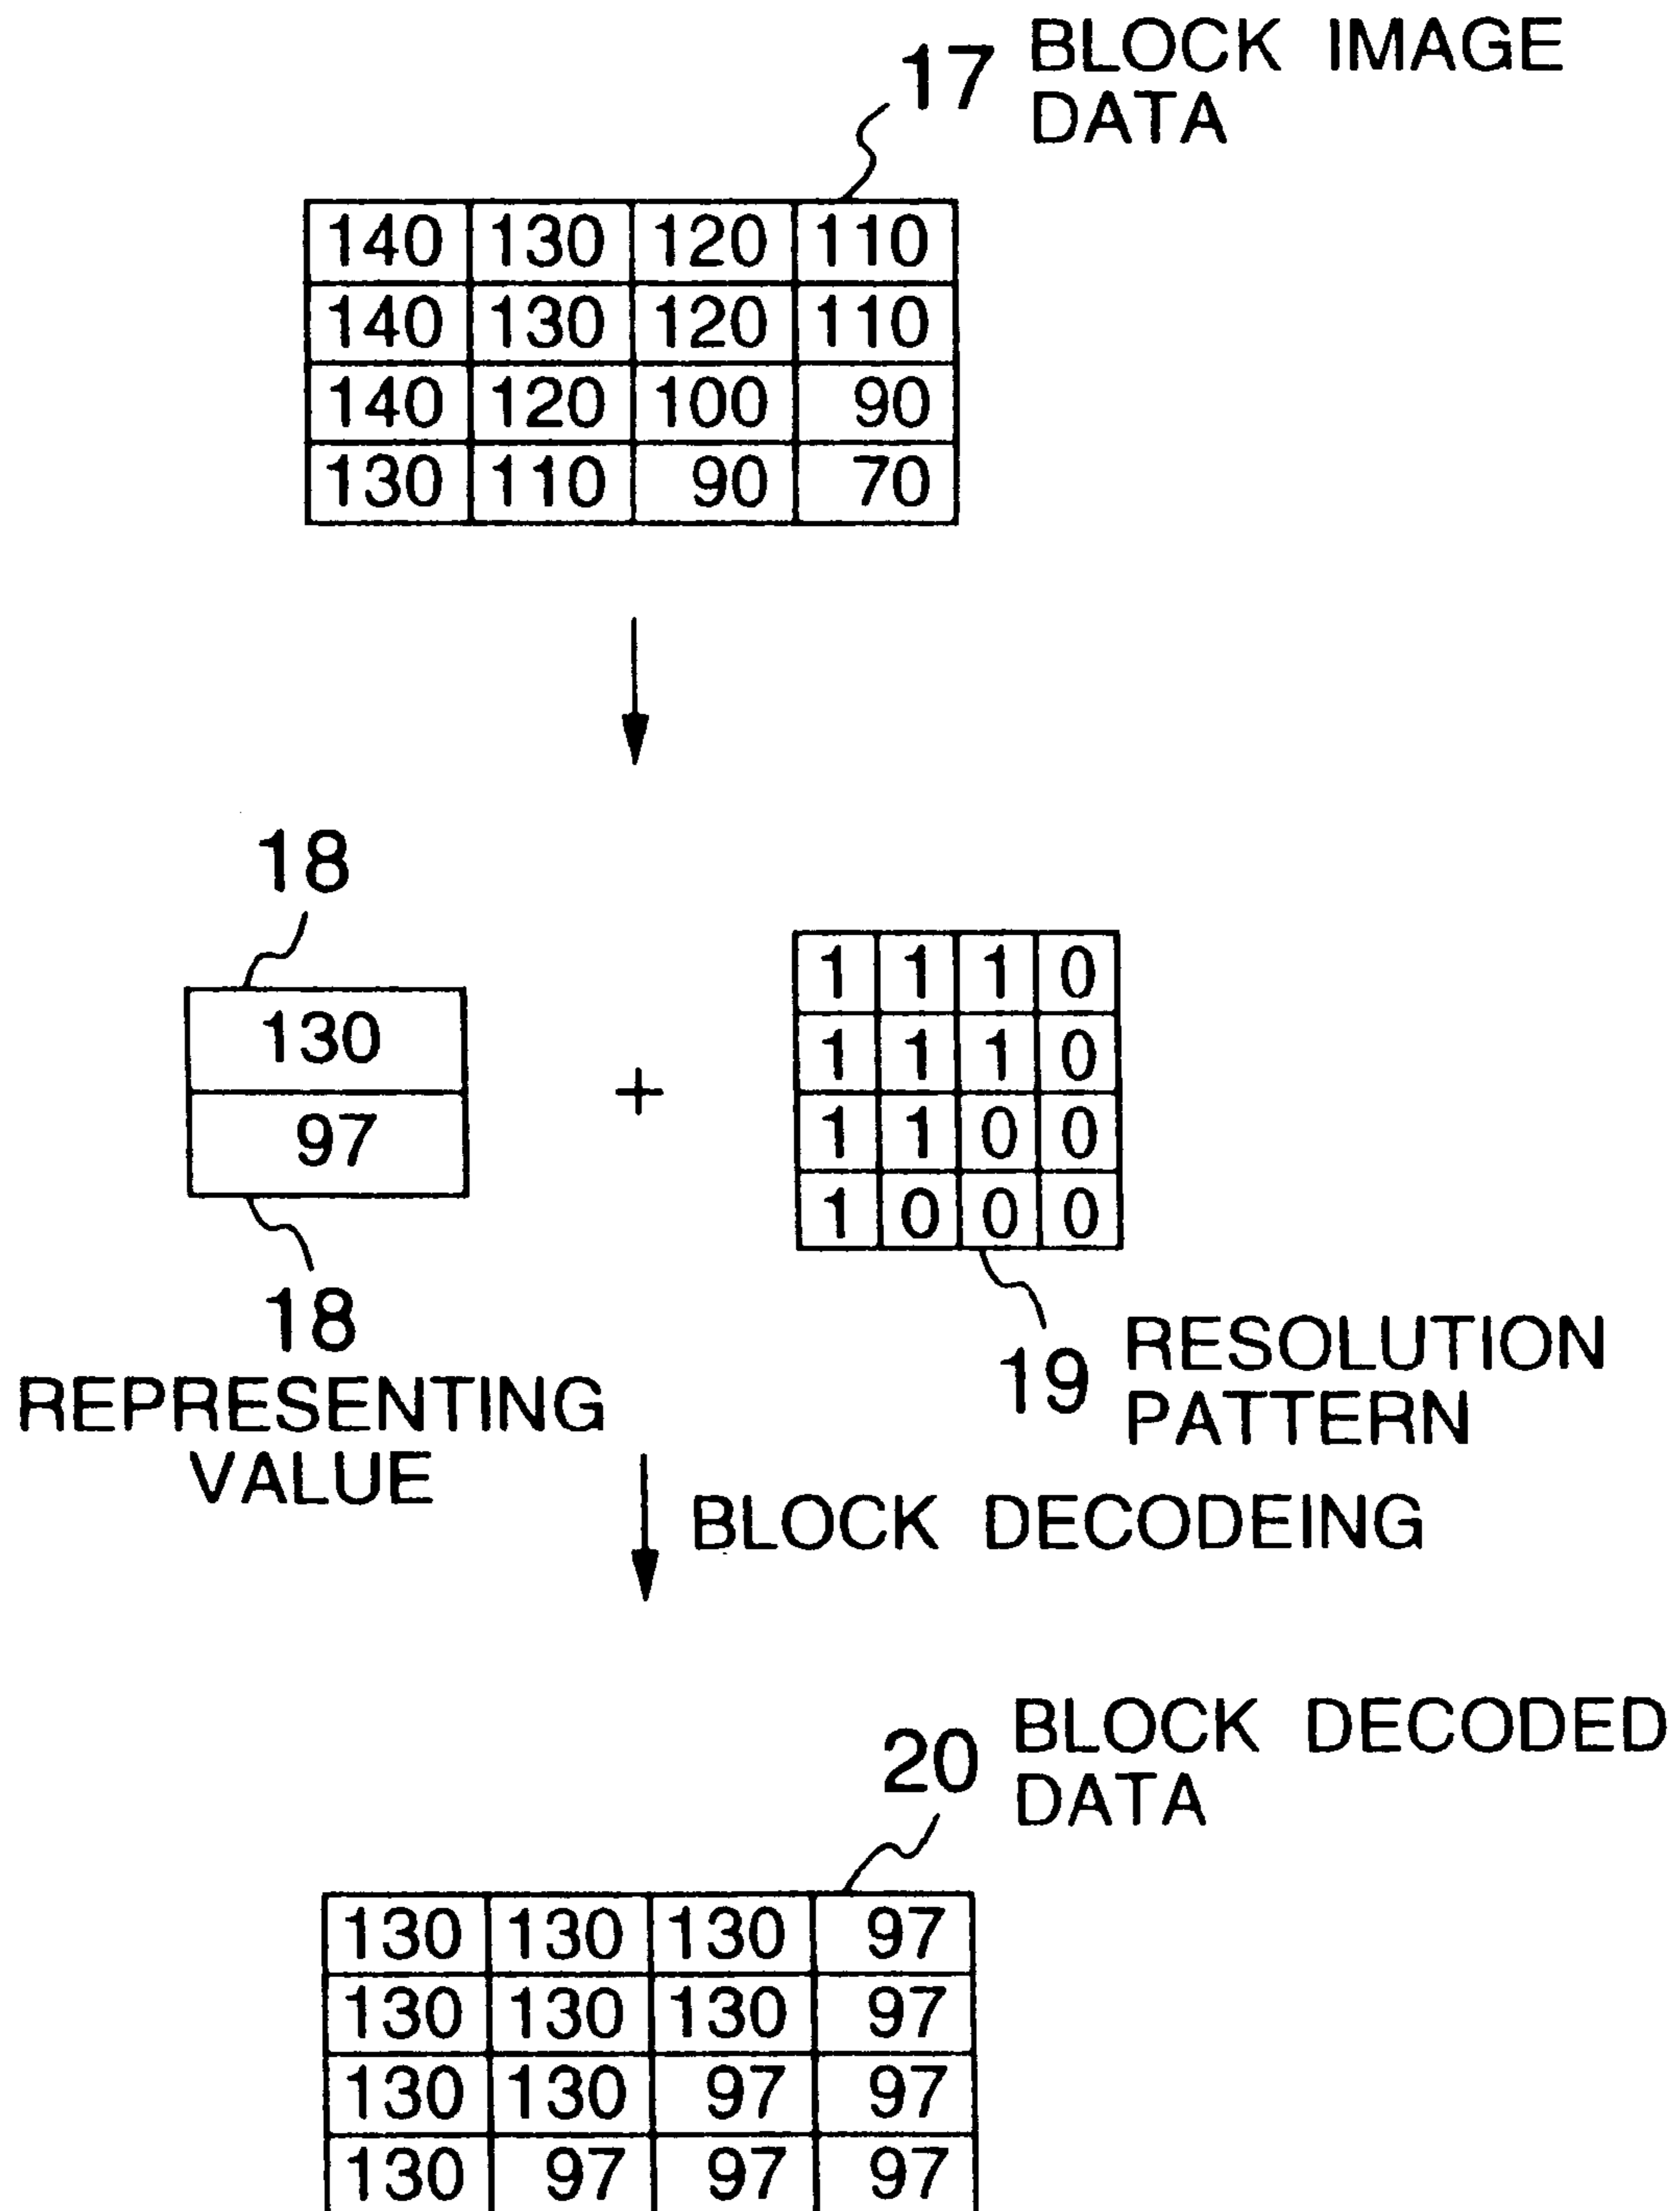 17 BLOCK IMAGE
DATA
140 130 120 110
140 130 120 110
140 120 100 90
130 110 90 70
18
130
97
18
REPRESENTING
VALUE
+
1 1 1 0
1 1 1 0
1 1 0 0
1 0 0 0
19 RESOLUTION
PATTERN
BLOCK DECODEING
20 BLOCK DECODED
DATA
130 130 130 97
130 130 130 97
130 130 97 97
130 97 97 97